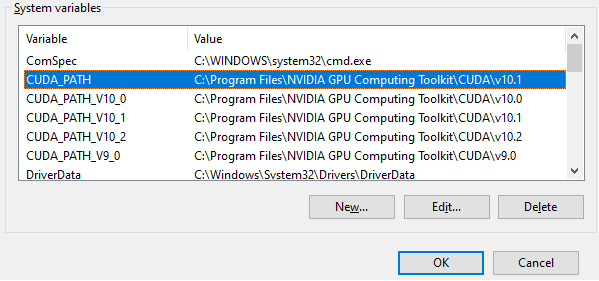 System variables
Variable Value
ComSpec C:\WINDOWS\system32\cmd.exe
CUDA_PATH C:\Program Files\NVIDIA GPU Computing Toolkit\CUDA\v10.1
CUDA_PATH_V10_0 C:\Program Files\NVIDIA GPU Computing Toolkit\CUDA\v10.0
CUDA_PATH_V10_1 C:\Program Files\NVIDIA GPU Computing Toolkit\CUDA\v10.1
CUDA_PATH_V10_2 C:\Program Files\NVIDIA GPU Computing Toolkit\CUDA\v10.2
CUDA_PATH_V9_0 C:\Program Files\NVIDIA GPU Computing Toolkit\CUDA\v9.0
DriverData C:\Windows\System32\Drivers\DriverData
New... Edit... Delete
OK Cancel